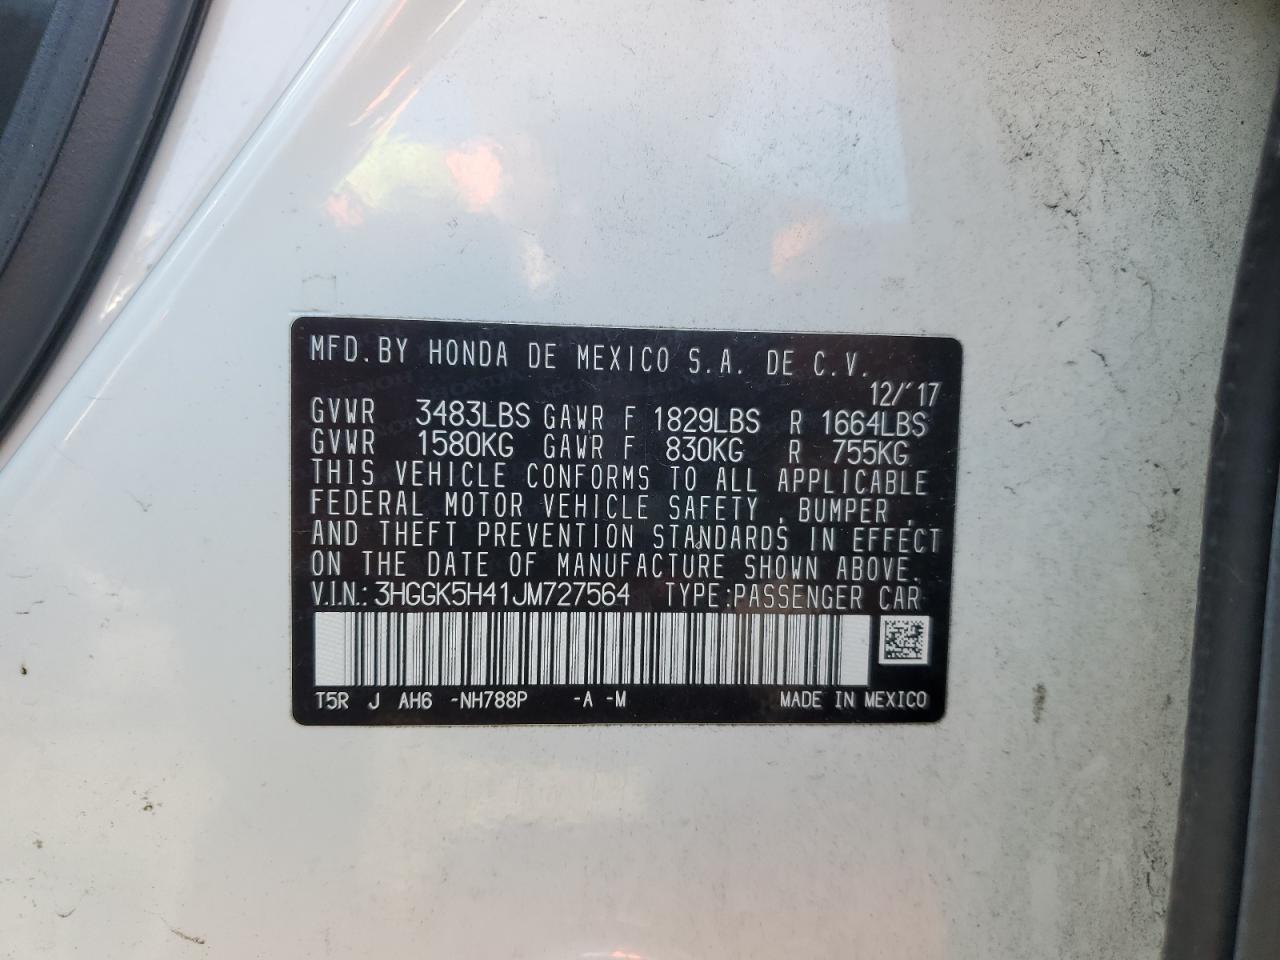 MFD. BY HONDA DE MEXICO S.A. DE C.V.
12/'17
GVWR 3483LBS GAWR F 1829LBS R 1664LBS
GVWR 1580KG GAWR F 830KG R 755KG
THIS VEHICLE CONFORMS TO ALL APPLICABLE
FEDERAL MOTOR VEHICLE SAFETY , BUMPER ,
AND THEFT PREVENTION STANDARDS IN EFFECT
ON THE DATE OF MANUFACTURE SHOWN ABOVE.
V.I.N.: 3HGGK5H41JM727564 TYPE:PASSENGER CAR
T5R J AH6 -NH788P -A -M MADE IN MEXICO